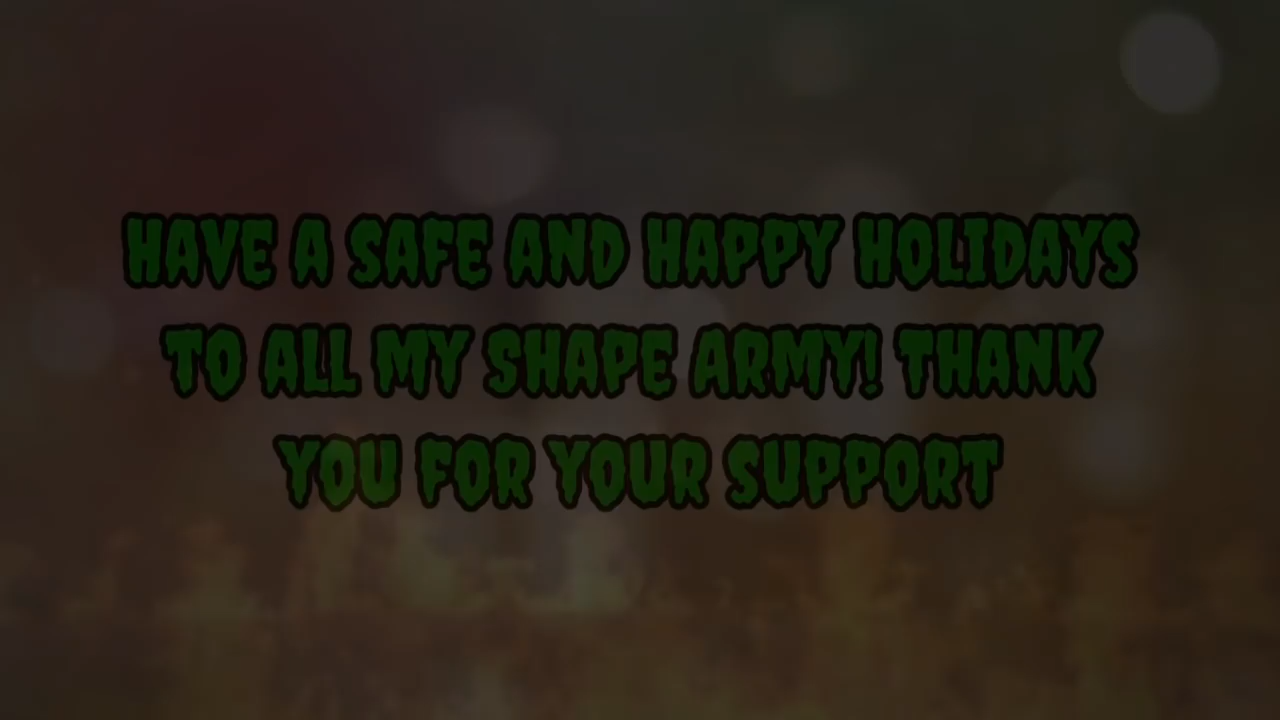 HAVE A SAFE AND HAPPY HOLIDAYS
TO ALL MY SHAPE ARMY! THANK
YOU FOR YOUR SUPPORT